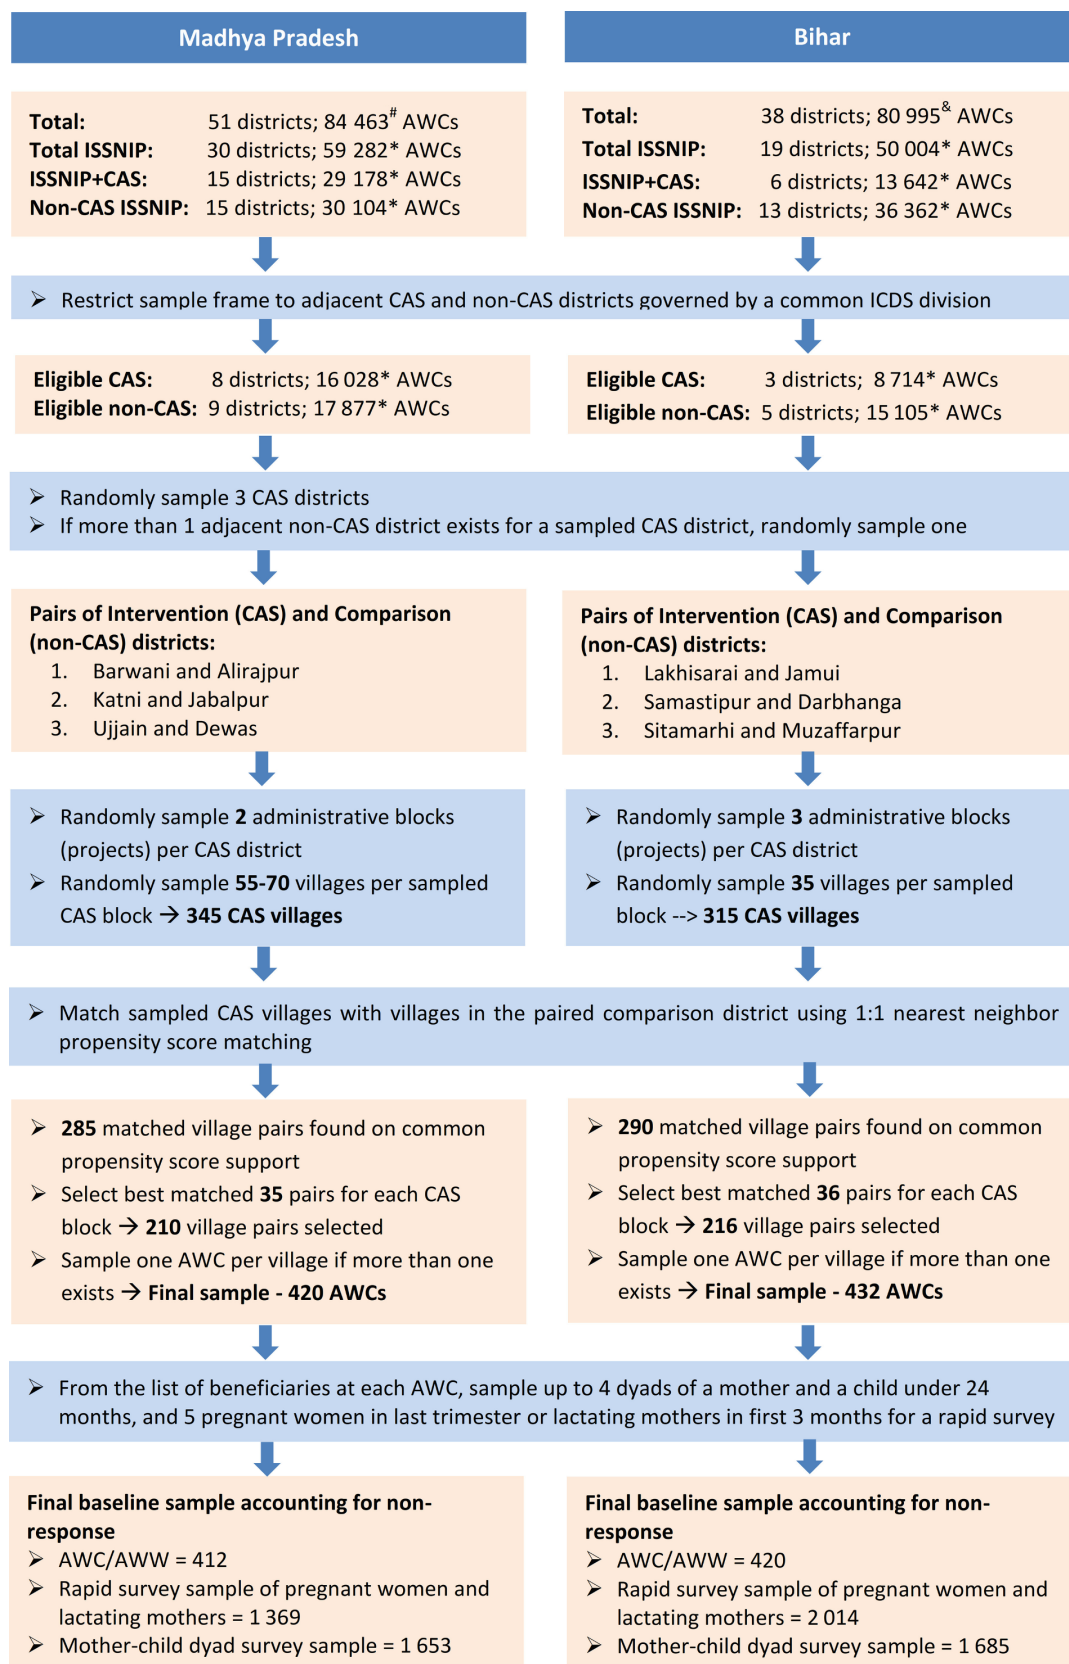 Madhya Pradesh
Bihar
Total: 51 districts; 84 463# AWCs
Total ISSNIP: 30 districts; 59 282* AWCs
ISSNIP+CAS: 15 districts; 29 178* AWCs
Non-CAS ISSNIP: 15 districts; 30 104* AWCs
Total: 38 districts; 80 995& AWCs
Total ISSNIP: 19 districts; 50 004* AWCs
ISSNIP+CAS: 6 districts; 13 642* AWCs
Non-CAS ISSNIP: 13 districts; 36 362* AWCs
➢ Restrict sample frame to adjacent CAS and non-CAS districts governed by a common ICDS division
Eligible CAS: 8 districts; 16 028* AWCs
Eligible non-CAS: 9 districts; 17 877* AWCs
Eligible CAS: 3 districts; 8 714* AWCs
Eligible non-CAS: 5 districts; 15 105* AWCs
➢ Randomly sample 3 CAS districts
➢ If more than 1 adjacent non-CAS district exists for a sampled CAS district, randomly sample one
Pairs of Intervention (CAS) and Comparison
(non-CAS) districts:
1. Barwani and Alirajpur
2. Katni and Jabalpur
3. Ujjain and Dewas
Pairs of Intervention (CAS) and Comparison
(non-CAS) districts:
1. Lakhisarai and Jamui
2. Samastipur and Darbhanga
3. Sitamarhi and Muzaffarpur
➢ Randomly sample 2 administrative blocks
(projects) per CAS district
➢ Randomly sample 55-70 villages per sampled
CAS block → 345 CAS villages
➢ Randomly sample 3 administrative blocks
(projects) per CAS district
➢ Randomly sample 35 villages per sampled
block --> 315 CAS villages
➢ Match sampled CAS villages with villages in the paired comparison district using 1:1 nearest neighbor
propensity score matching
➢ 285 matched village pairs found on common
propensity score support
➢ Select best matched 35 pairs for each CAS
block → 210 village pairs selected
➢ Sample one AWC per village if more than one
exists → Final sample - 420 AWCs
➢ 290 matched village pairs found on common
propensity score support
➢ Select best matched 36 pairs for each CAS
block → 216 village pairs selected
➢ Sample one AWC per village if more than one
exists → Final sample - 432 AWCs
➢ From the list of beneficiaries at each AWC, sample up to 4 dyads of a mother and a child under 24
months, and 5 pregnant women in last trimester or lactating mothers in first 3 months for a rapid survey
Final baseline sample accounting for non-
response
➢ AWC/AWW = 412
➢ Rapid survey sample of pregnant women and
lactating mothers = 1 369
➢ Mother-child dyad survey sample = 1 653
Final baseline sample accounting for non-
response
➢ AWC/AWW = 420
➢ Rapid survey sample of pregnant women and
lactating mothers = 2 014
➢ Mother-child dyad survey sample = 1 685